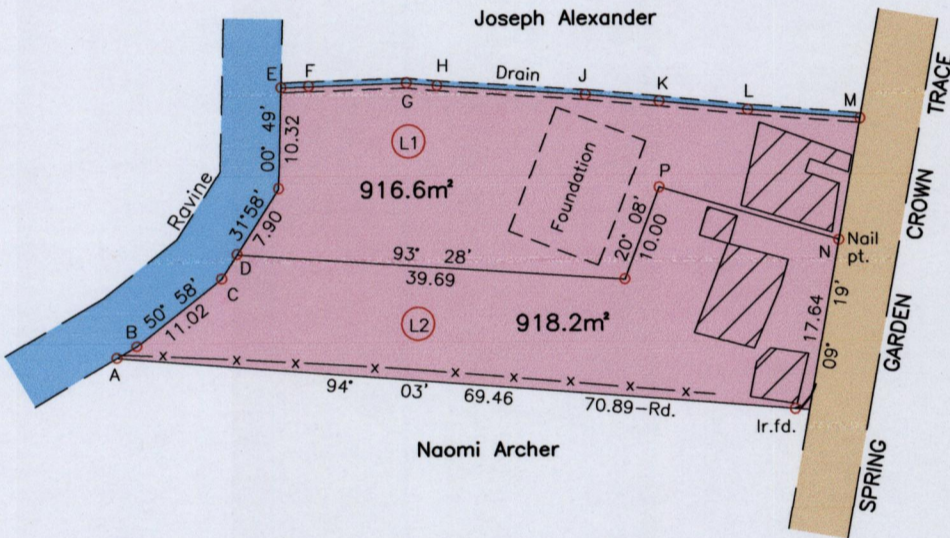 Joseph Alexander
E
F
G
H
Drain
J
K
L
M
TRACE
00° 49'
10.32
L1
916.6m²
Foundation
P
CROWN
Ravine
31°58'
7.90
20° 08'
10.00
N
Nail
pt.
D
93° 28'
39.69
C
B
50° 58'
11.02
L2
918.2m²
17.64
09° 19'
GARDEN
A
94° 03' 69.46
70.89-Rd.
Ir.fd.
Naomi Archer
SPRING